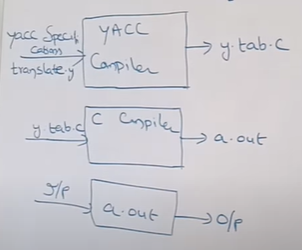 yacc Specifi
cations
translate.y
YACC
Compiler
y.tab.c
y.tab.c
C Compiler
a.out
I/p
a.out
O/p